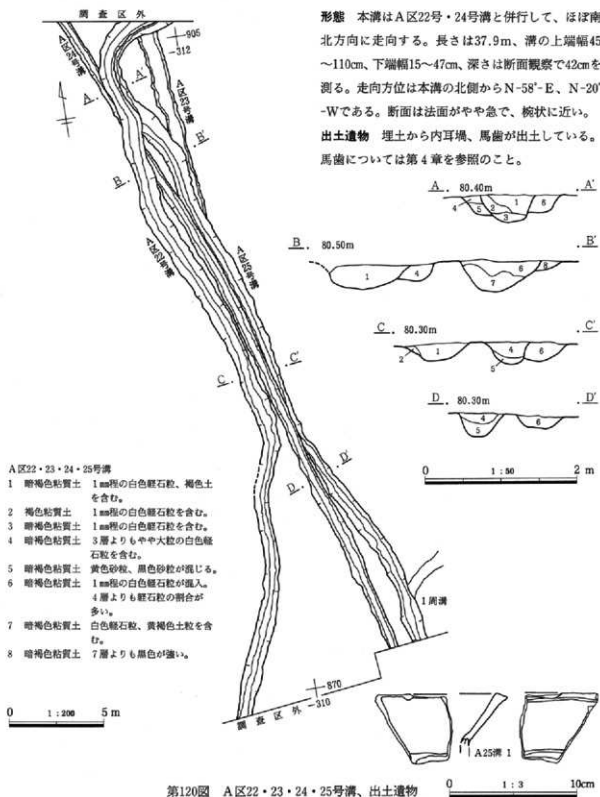 形態　本溝はA区22号・24号溝と併行して、ほぼ南
北方向に走向する。長さは37.9m、溝の上端幅45
～110cm、下端幅15～47cm、深さは断面観察で42cmを
測る。走向方位は本溝の北側からN-58°-E、N-20°
-Wである。断面は法面がやや急で、椀状に近い。
出土遺物　埋土から内耳堝、馬歯が出土している。
馬歯については第4章を参照のこと。
調査区外
-905
-312
A区24号溝
A区23号溝
A
A'
B
B'
A区22号溝
A区25号溝
C
C'
D
D'
1周溝
870
-310
調査区外
A . 80.40m . A'
4 5 2 3 1 6
B . 80.50m . B'
1 4 7 6 8
C . 80.30m . C'
2 1 4 5 6
D . 80.30m . D'
4 5 6
0 1:50 2m
A区22・23・24・25号溝
1 暗褐色粘質土 1㎜程の白色軽石粒、褐色土
を含む。
2 褐色粘質土 1㎜程の白色軽石粒を含む。
3 暗褐色粘質土 1㎜程の白色軽石粒を含む。
4 暗褐色粘質土 3層よりもやや大粒の白色軽
石粒を含む。
5 暗褐色粘質土 黄色砂粒、黒色砂粒が混じる。
6 暗褐色粘質土 1㎜程の白色軽石粒が混入。
4層よりも軽石粒の割合が
多い。
7 暗褐色粘質土 白色軽石粒、黄褐色土粒を含
む。
8 暗褐色粘質土 7層よりも黒色が強い。
0 1:200 5m
A25溝 1
0 1:3 10cm
第120図　A区22・23・24・25号溝、出土遺物